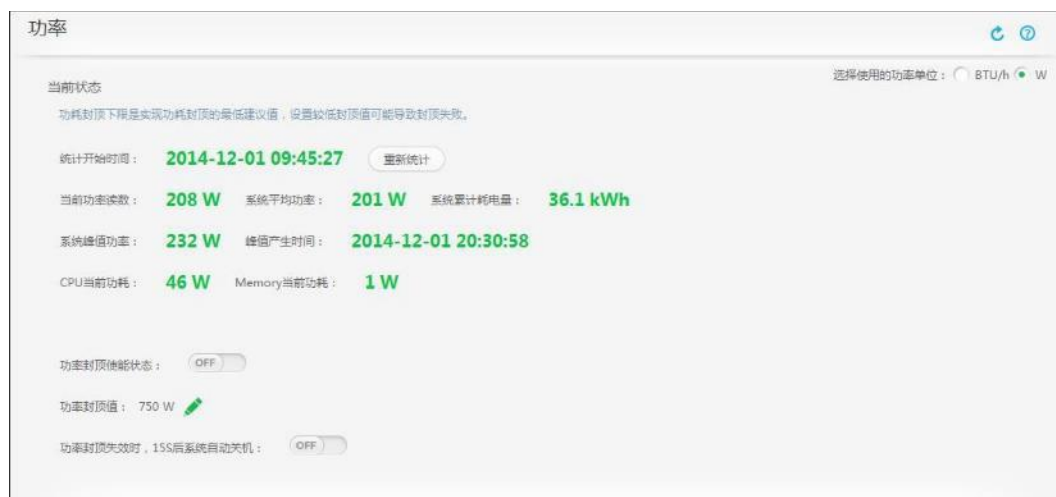 功率
选择使用的功率单位： BTU/h W
当前状态
功耗封顶下限是实现功耗封顶的最低建议值，设置较低封顶值可能导致封顶失败。
统计开始时间： 2014-12-01 09:45:27 重新统计
当前功率读数： 208 W 系统平均功率： 201 W 系统累计耗电量： 36.1 kWh
系统峰值功率： 232 W 峰值产生时间： 2014-12-01 20:30:58
CPU当前功耗： 46 W Memory当前功耗： 1 W
功率封顶使能状态： OFF
功率封顶值： 750 W
功率封顶失效时，15S后系统自动关机： OFF